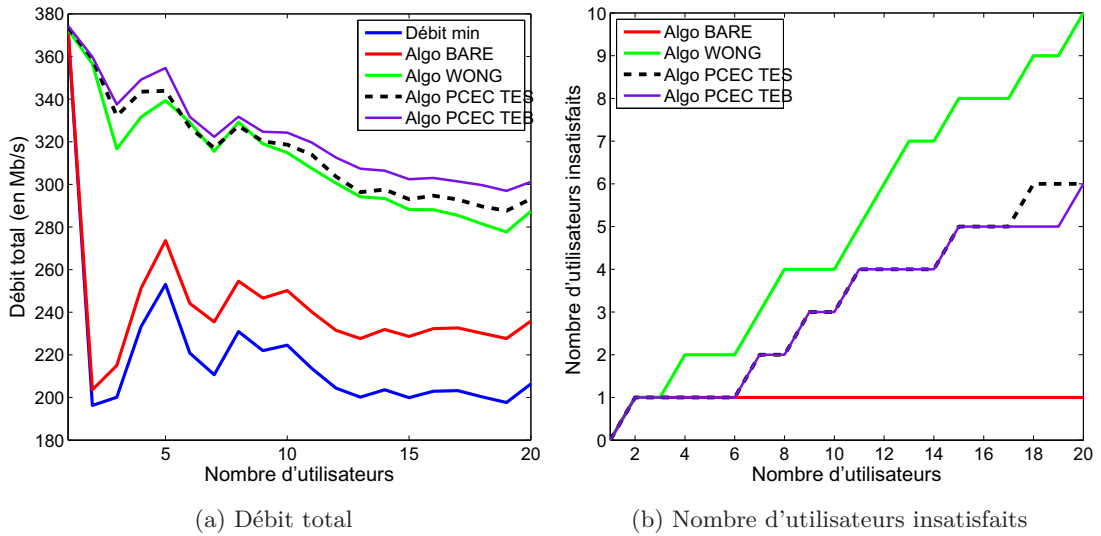 380
360
340
320
300
280
260
240
220
200
180
5
10
15
20
Débit total (en Mb/s)
Nombre d'utilisateurs
Débit min
Algo BARE
Algo WONG
Algo PCEC TES
Algo PCEC TEB
(a) Débit total
10
9
8
7
6
5
4
3
2
1
0
2
4
6
8
10
12
14
16
18
20
Nombre d'utilisateurs insatisfaits
Nombre d'utilisateurs
Algo BARE
Algo WONG
Algo PCEC TES
Algo PCEC TEB
(b) Nombre d'utilisateurs insatisfaits